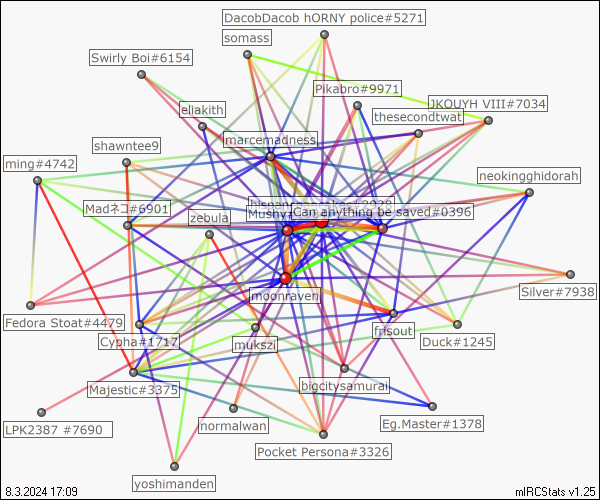 DacobDacob hORNY police#5271
somass
Swirly Boi#6154
Pikabro#9971
JKOUYH VIII#7034
eliakith
thesecondtwat
marcemadness
shawntee9
ming#4742
neokingghidorah
Madネコ#6901
zebula
Can anything be saved#0396
moonraven
Silver#7938
Fedora Stoat#4479
Cypha#1717
mukszi
frisout
Duck#1245
Majestic#3375
bigcitysamurai
LPK2387 #7690
normalwan
Eg.Master#1378
Pocket Persona#3326
yoshimanden
8.3.2024 17:09
mIRCStats v1.25